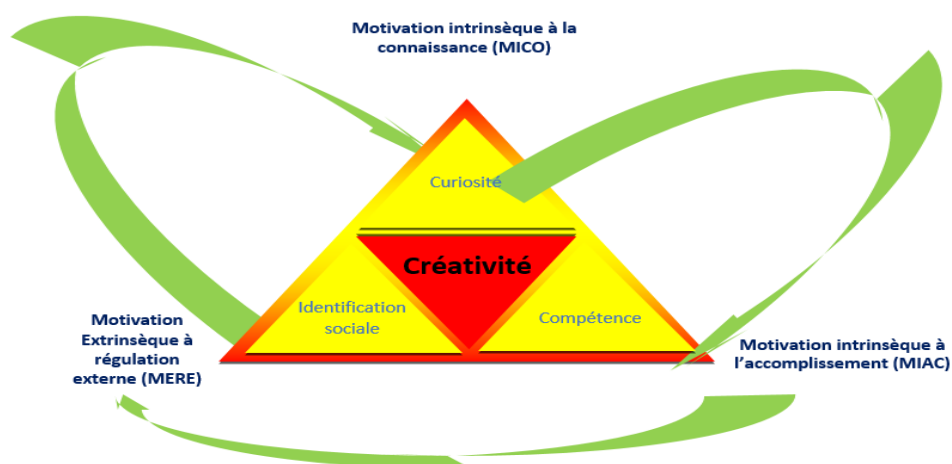 Motivation intrinsèque à la
connaissance (MICO)
Curiosité
Créativité
Identification
sociale
Compétence
Motivation
Extrinsèque à
régulation
externe (MERE)
Motivation intrinsèque à
l’accomplissement (MIAC)